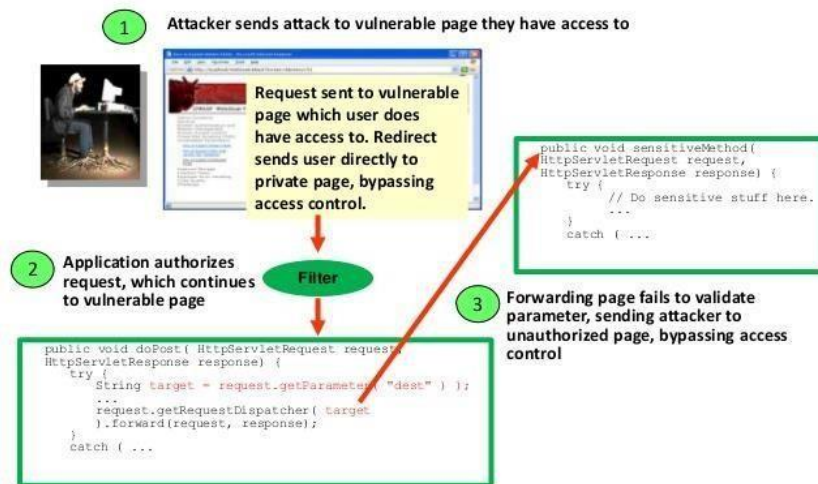 1
Attacker sends attack to vulnerable page they have access to
Request sent to vulnerable
page which user does
have access to. Redirect
sends user directly to
private page, bypassing
access control.
2
Application authorizes
request, which continues
to vulnerable page
Filter
public void doPost( HttpServletRequest request,
HttpServletResponse response) {
try {
String target = request.getParameter( "dest" ) );
...
request.getRequestDispatcher( target
).forward(request, response);
}
catch ( ...
public void sensitiveMethod(
HttpServletRequest request,
HttpServletResponse response) {
try {
// Do sensitive stuff here.
...
}
catch ( ...
3
Forwarding page fails to validate
parameter, sending attacker to
unauthorized page, bypassing access
control